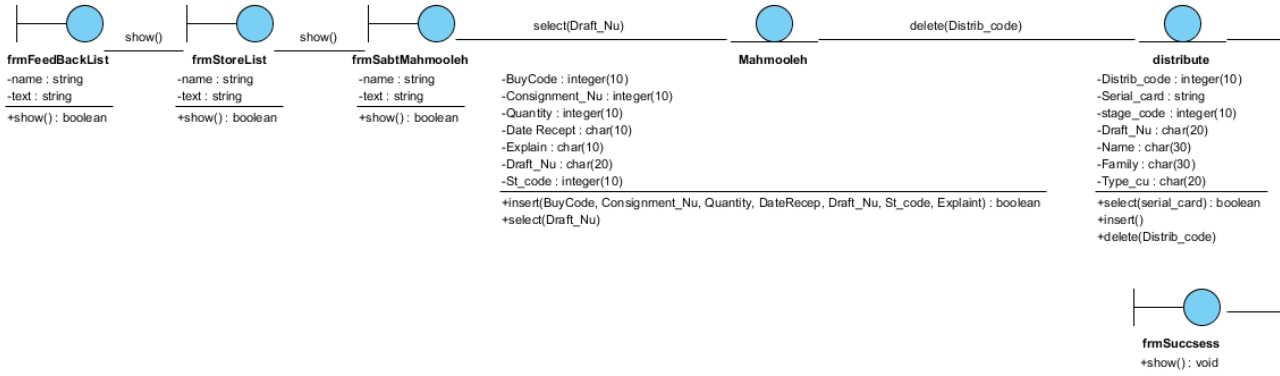 show()
show()
select(Draft_Nu)
delete(Distrib_code)
frmFeedBackList
-name : string
-text : string
+show() : boolean
frmStoreList
-name : string
-text : string
+show() : boolean
frmSabtMahmooleh
-name : string
-text : string
+show() : boolean
Mahmooleh
-BuyCode : integer(10)
-Consignment_Nu : integer(10)
-Quantity : integer(10)
-Date Recept : char(10)
-Explain : char(10)
-Draft_Nu : char(20)
-St_code : integer(10)
+insert(BuyCode, Consignment_Nu, Quantity, DateRecep, Draft_Nu, St_code, Explaint) : boolean
+select(Draft_Nu)
distribute
-Distrib_code : integer(10)
-Serial_card : string
-stage_code : integer(10)
-Draft_Nu : char(20)
-Name : char(30)
-Family : char(30)
-Type_cu : char(20)
+select(serial_card) : boolean
+insert()
+delete(Distrib_code)
frmSuccsess
+show() : void